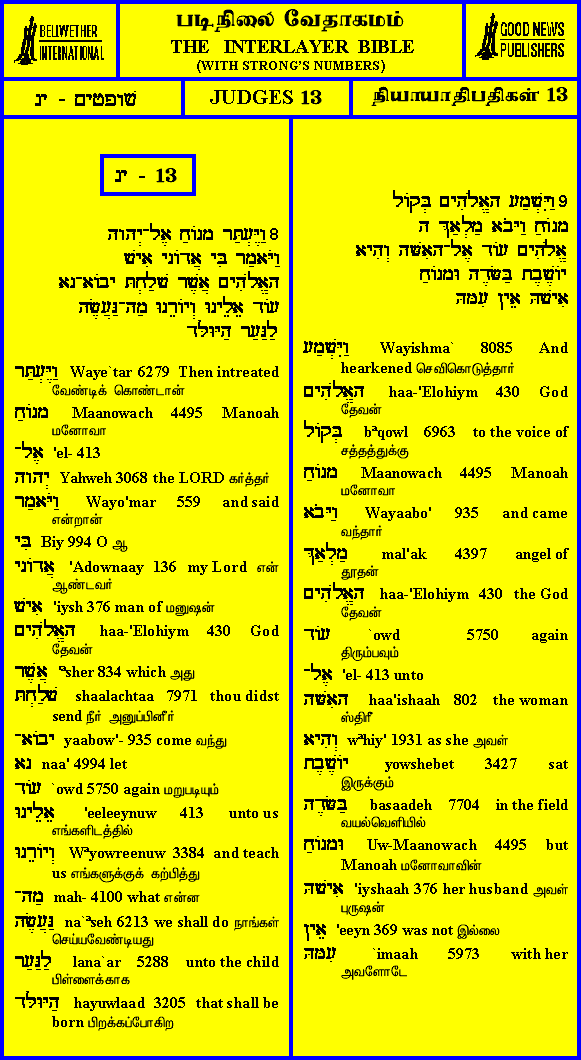 BELLWETHER
INTERNATIONAL
படிநிலை வேதாகமம்
THE INTERLAYER BIBLE
(WITH STRONG'S NUMBERS)
GOOD NEWS
PUBLISHERS
שופטים - יג
JUDGES 13
நியாயாதிபதிகள் 13
יג - 13
8 וַיֶּעְתַּר מָנוֹחַ אֶל־יְהוָה
וַיֹּאמַר בִּי אֲדוֹנָי אִישׁ
הָאֱלֹהִים אֲשֶׁר שָׁלַחְתָּ יָבוֹא־נָא
עוֹד אֵלֵינוּ וְיוֹרֵנוּ מַה־נַּעֲשֶׂה
לַנַּעַר הַיּוּלָּד
וַיֶּעְתַּר Waye`tar 6279 Then intreated
வேண்டிக் கொண்டான்
מָנוֹחַ Maanowach 4495 Manoah
மனோவா
אֶל־ 'el- 413
יְהוָה Yahweh 3068 the LORD கர்த்தர்
וַיֹּאמַר Wayo'mar 559 and said
என்றான்
בִּי Biy 994 O ஆ
אֲדוֹנָי 'Adownaay 136 my Lord என்
ஆண்டவர்
אִישׁ 'iysh 376 man of மனுஷன்
הָאֱלֹהִים haa-'Elohiym 430 God
தேவன்
אֲשֶׁר ªsher 834 which அது
שָׁלַחְתָּ shaalachtaa 7971 thou didst
send நீர் அனுப்பினீர்
יָבוֹא־ yaabow'- 935 come வந்து
נָא naa' 4994 let
עוֹד `owd 5750 again மறுபடியும்
אֵלֵינוּ 'eeleeynuw 413 unto us
எங்களிடத்தில்
וְיוֹרֵנוּ Wªyowreenuw 3384 and teach
us எங்களுக்குக் கற்பித்து
מַה־ mah- 4100 what என்ன
נַּעֲשֶׂה na`ªseh 6213 we shall do நாங்கள்
செய்யவேண்டியது
לַנַּעַר lana`ar 5288 unto the child
பிள்ளைக்காக
הַיּוּלָּד hayuwlaad 3205 that shall be
born பிறக்கப்போகிற
9 וַיִּשְׁמַע הָאֱלֹהִים בְּקוֹל
מָנוֹחַ וַיָּבֹא מַלְאַךְ הָ
אֱלֹהִים עוֹד אֶל־הָאִשָּׁה וְהִיא
יוֹשֶׁבֶת בַּשָּׂדֶה וּמָנוֹחַ
אִישָׁהּ אֵין עִמָּהּ
וַיִּשְׁמַע Wayishma` 8085 And
hearkened செவிகொடுத்தார்
הָאֱלֹהִים haa-'Elohiym 430 God
தேவன்
בְּקוֹל bªqowl 6963 to the voice of
சத்தத்துக்கு
מָנוֹחַ Maanowach 4495 Manoah
மனோவா
וַיָּבֹא Wayaabo' 935 and came
வந்தார்
מַלְאַךְ mal'ak 4397 angel of
தூதன்
הָאֱלֹהִים haa-'Elohiym 430 the God
தேவன்
עוֹד `owd 5750 again
திரும்பவும்
אֶל־ 'el- 413 unto
הָאִשָּׁה haa'ishaah 802 the woman
ஸ்திரீ
וְהִיא wªhiy' 1931 as she அவள்
יוֹשֶׁבֶת yowshebet 3427 sat
இருக்கும்
בַּשָּׂדֶה basaadeh 7704 in the field
வயல்வெளியில்
וּמָנוֹחַ Uw-Maanowach 4495 but
Manoah மனோவாவின்
אִישָׁהּ 'iyshaah 376 her husband அவள்
புருஷன்
אֵין 'eeyn 369 was not இல்லை
עִמָּהּ `imaah 5973 with her
அவளோடே